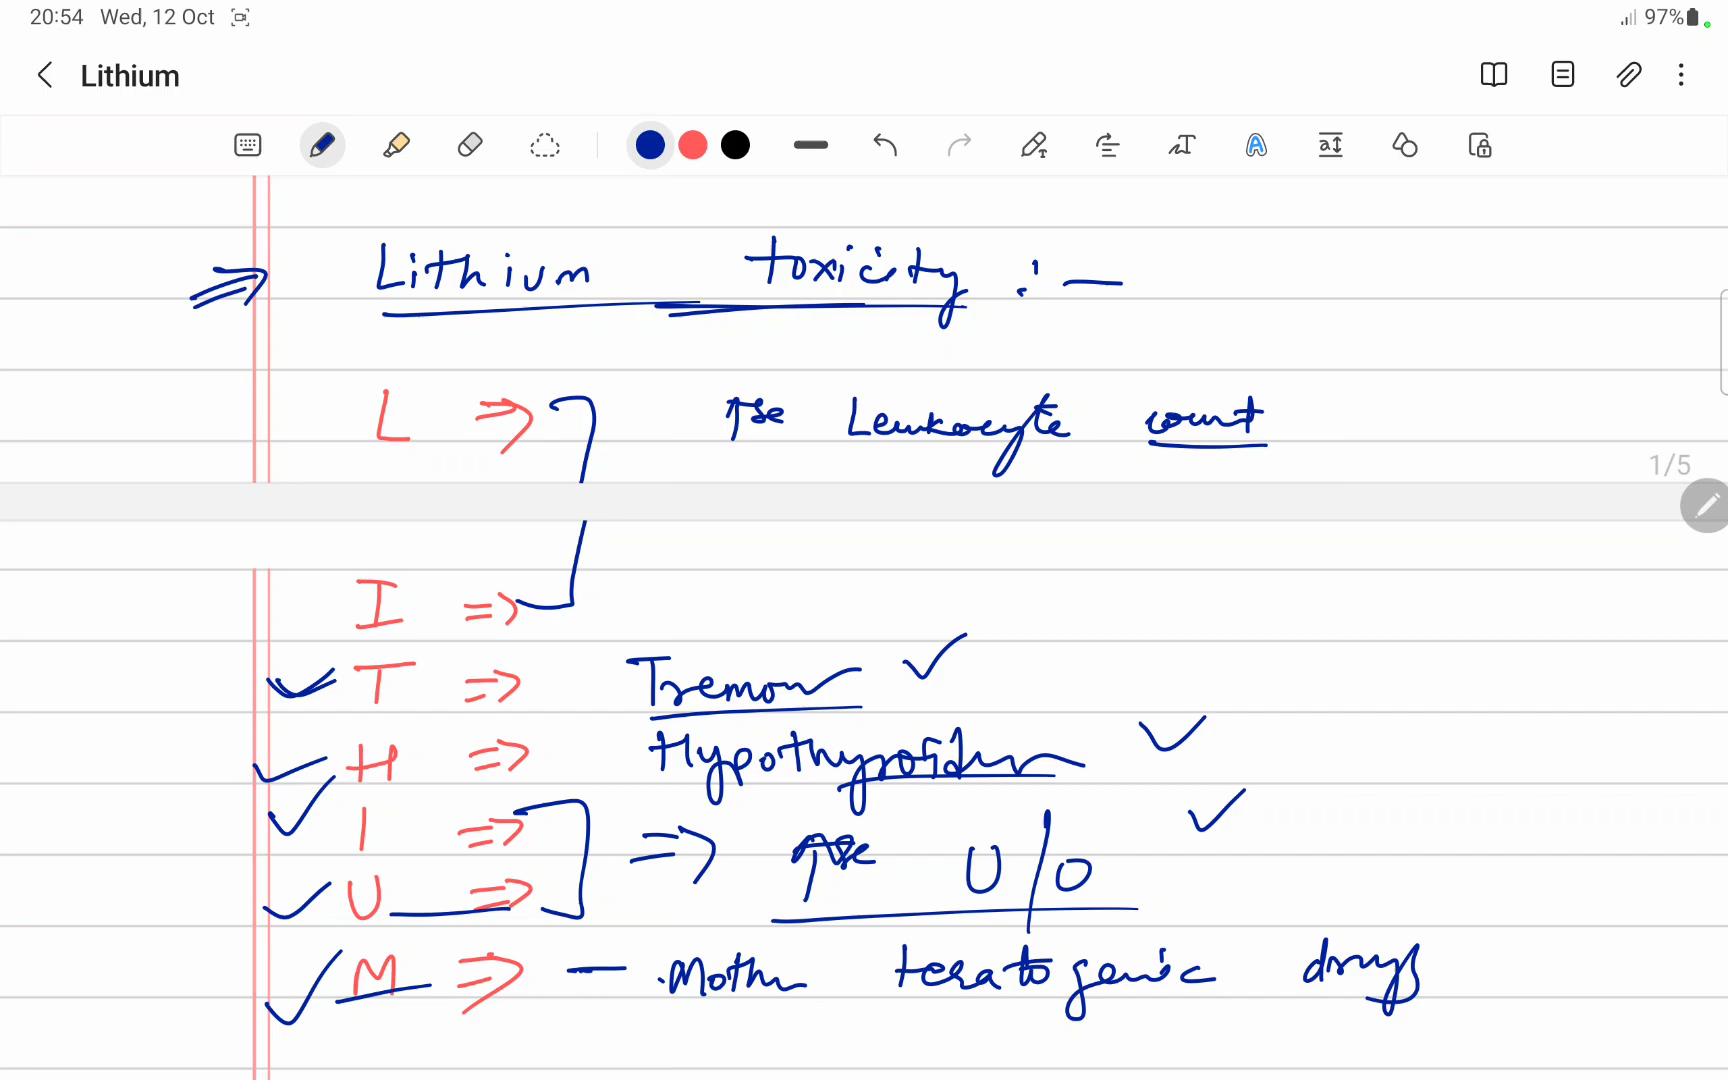 20:54 Wed, 12 Oct 97%
Lithium
⇒ Lithium toxicity :-
L ⇒ ↑se Leukocyte count
1/5
I ⇒
✓ T ⇒ Tremor ✓
✓ H ⇒ Hypothyroidism ✓
✓ I ⇒ ⇒ ↑se U/O ✓
✓ U ⇒
✓ M ⇒ - Moth teratogenic drugs